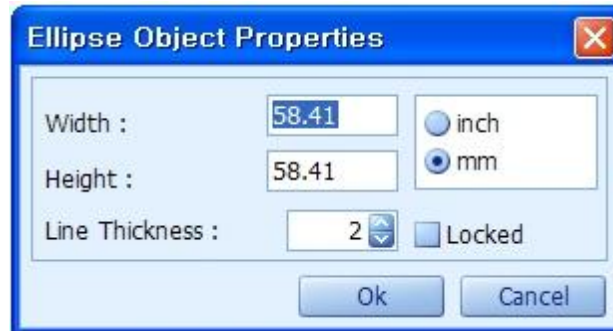 Ellipse Object Properties
Width : 58.41 inch
mm
Height : 58.41
Line Thickness : 2 Locked
Ok Cancel